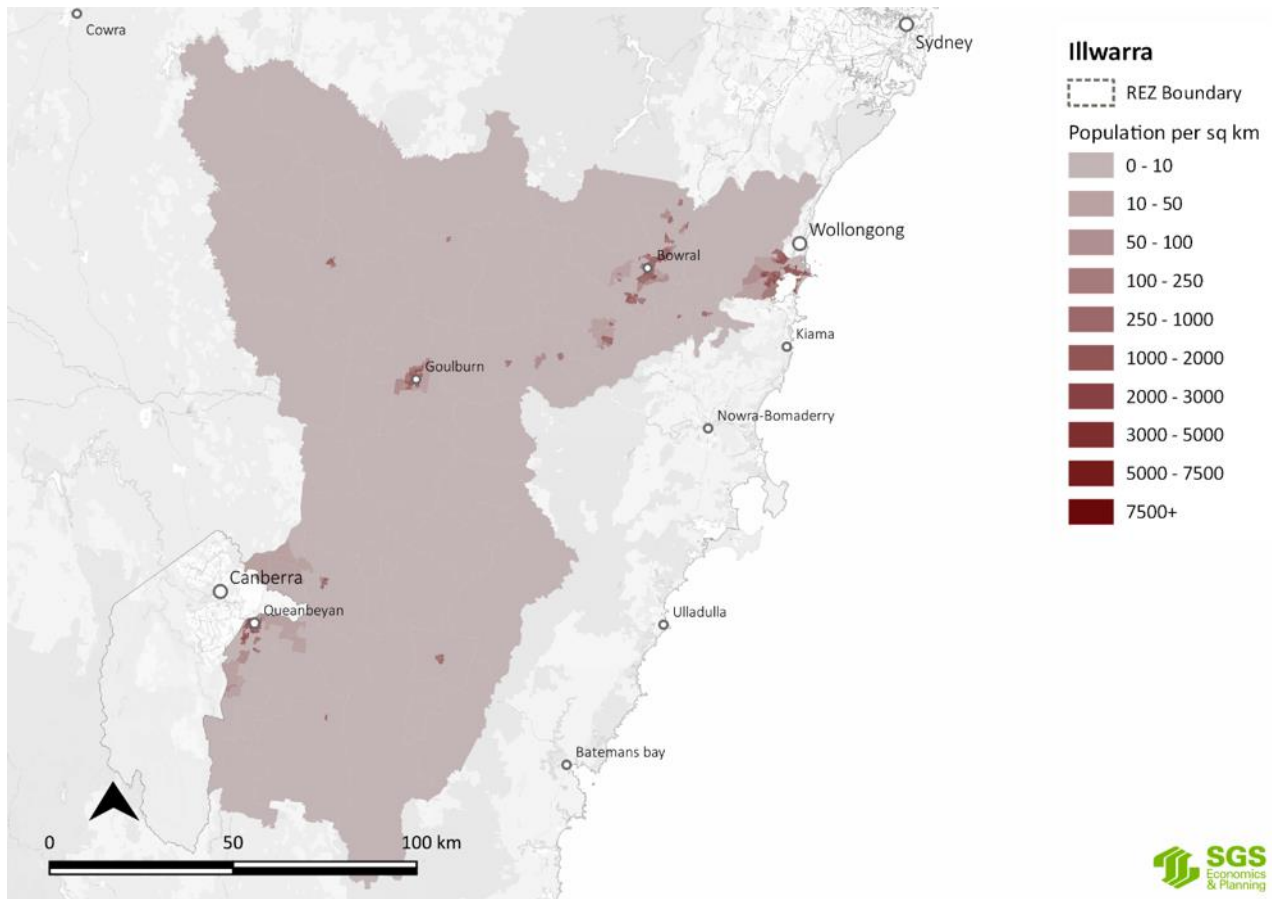 Cowra
Sydney
Wollongong
Bowral
Kiama
Goulburn
Nowra-Bomaderry
Canberra
Queanbeyan
Ulladulla
Batemans bay
0 50 100 km
Illwarra
REZ Boundary
Population per sq km
0 - 10
10 - 50
50 - 100
100 - 250
250 - 1000
1000 - 2000
2000 - 3000
3000 - 5000
5000 - 7500
7500+
SGS
Economics
& Planning